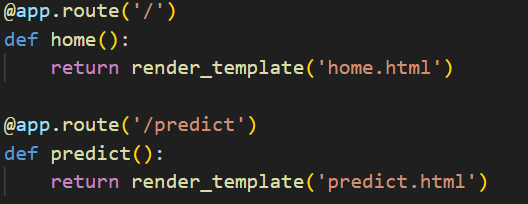 @app.route('/')
def home():
    return render_template('home.html')

@app.route('/predict')
def predict():
    return render_template('predict.html')